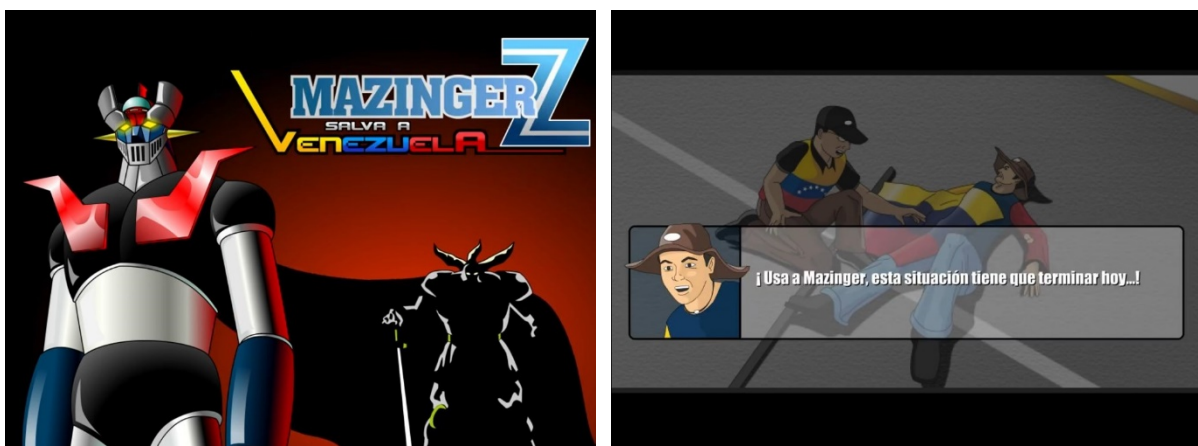 MAZINGER Z
SALVA A
VENEZUELA
¡ Usa a Mazinger, esta situación tiene que terminar hoy...!